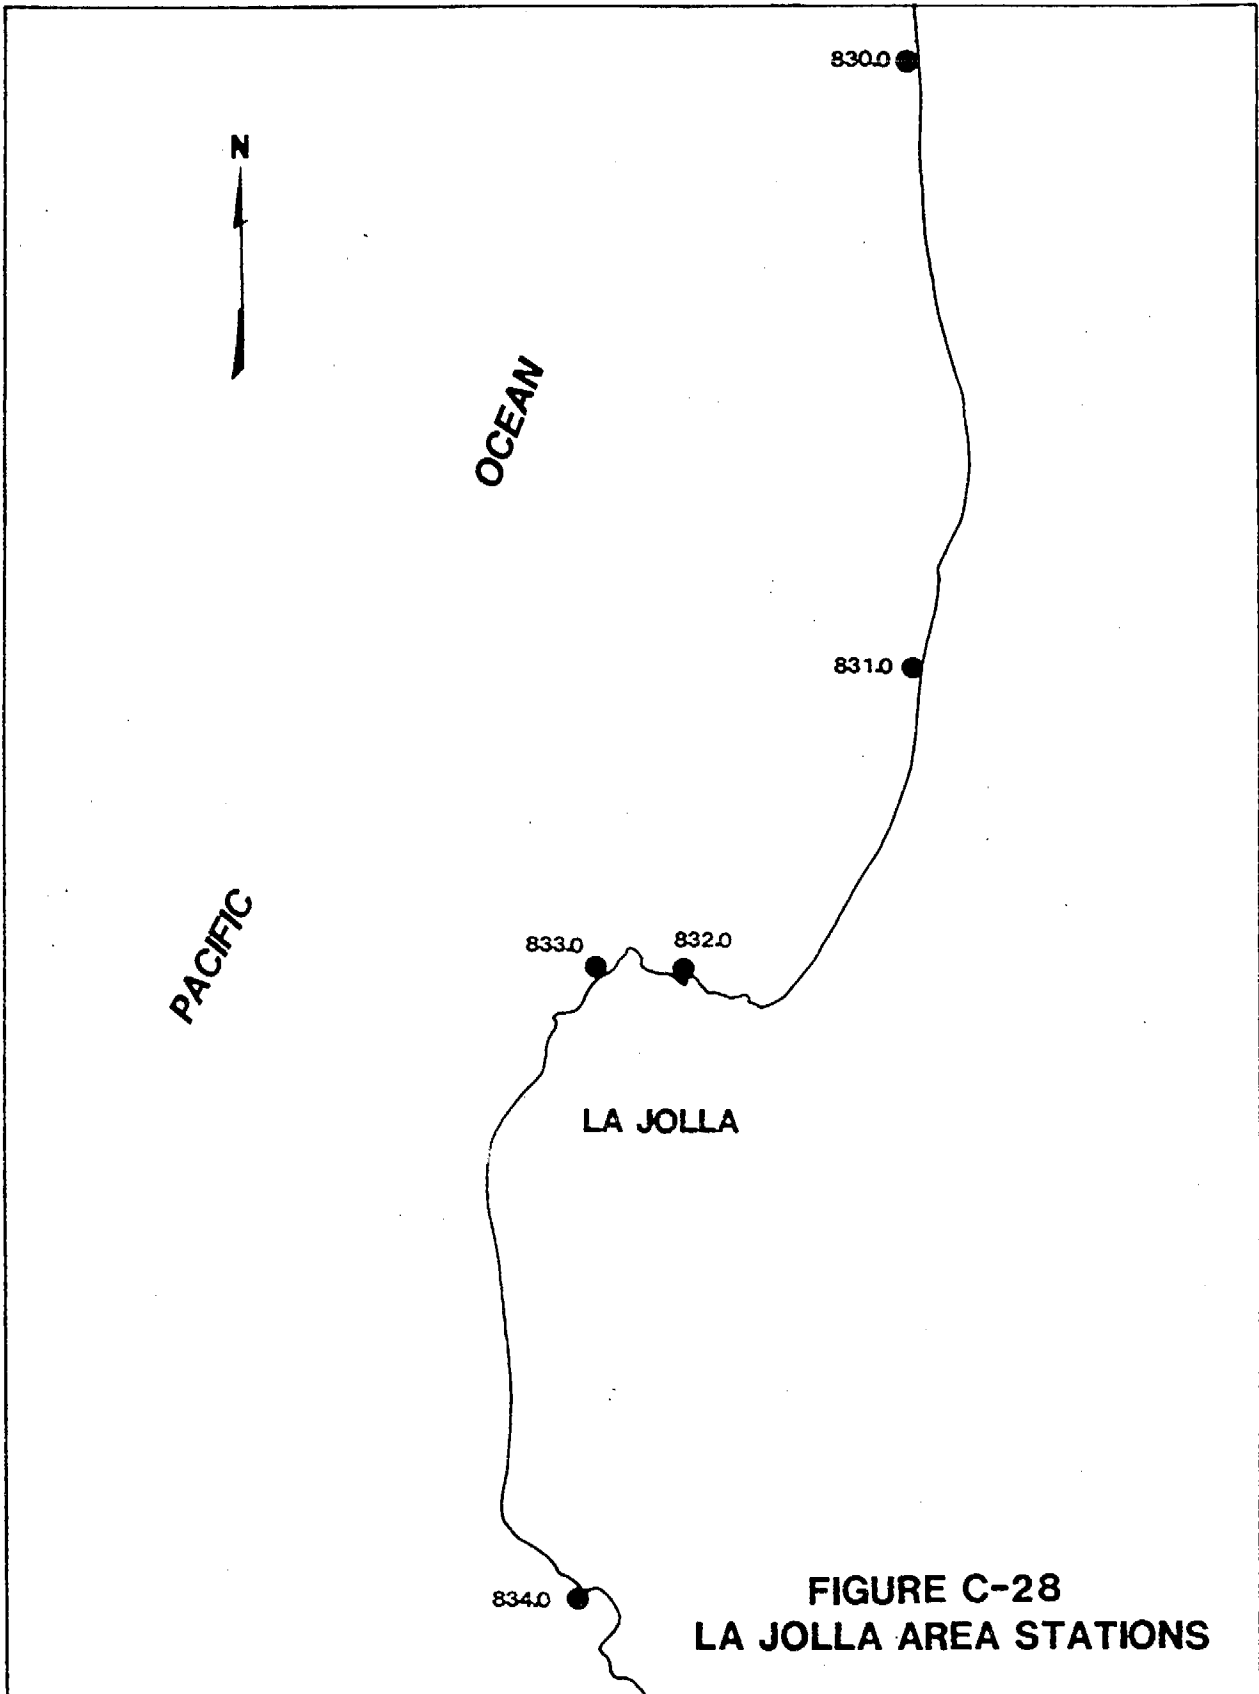 830.0
N
OCEAN
831.0
PACIFIC
833.0
832.0
LA JOLLA
834.0
FIGURE C-28
LA JOLLA AREA STATIONS